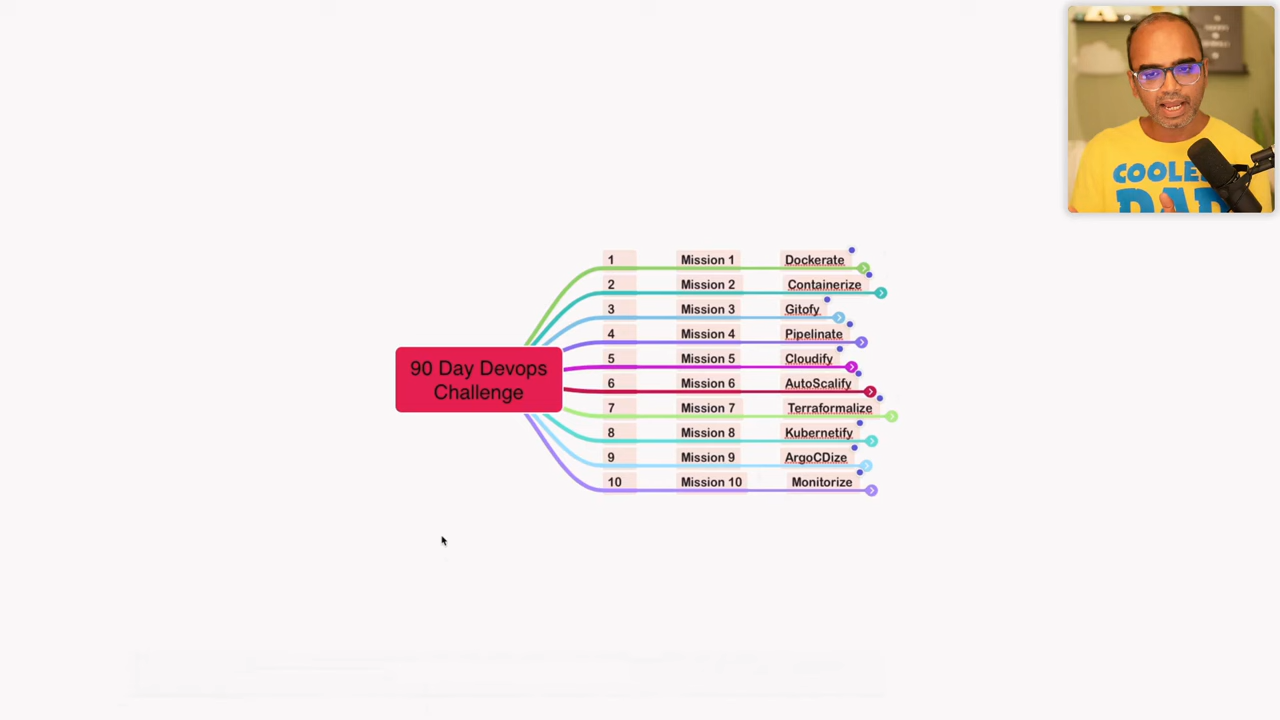 1 Mission 1 Dockerate
2 Mission 2 Containerize
3 Mission 3 Gitofy
4 Mission 4 Pipelinate
5 Mission 5 Cloudify
6 Mission 6 AutoScalify
7 Mission 7 Terraformalize
8 Mission 8 Kubernetify
9 Mission 9 ArgoCDize
10 Mission 10 Monitorize
90 Day Devops
Challenge
COOLES
DAD